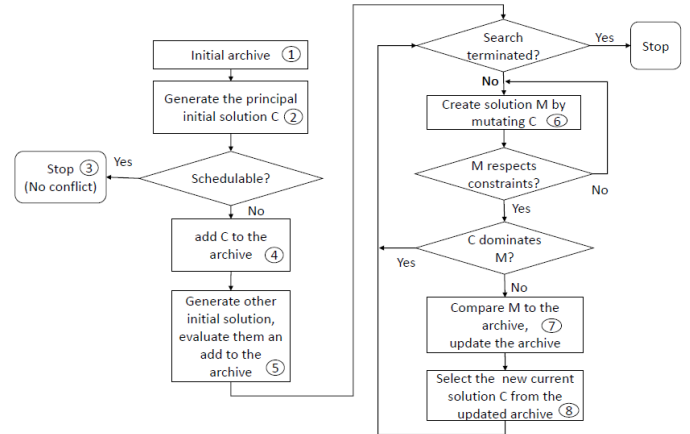 Initial archive 1
Generate the principal
initial solution C 2
Stop 3
(No conflict)
Yes
Schedulable?
No
add C to the
archive 4
Generate other
initial solution,
evaluate them an
add to the
archive 5
Search
terminated?
Yes
Stop
No
Create solution M by
mutating C 6
M respects
constraints?
No
Yes
C dominates
M?
Yes
No
Compare M to the
archive, 7
update the archive
Select the new current
solution C from the
updated archive 8